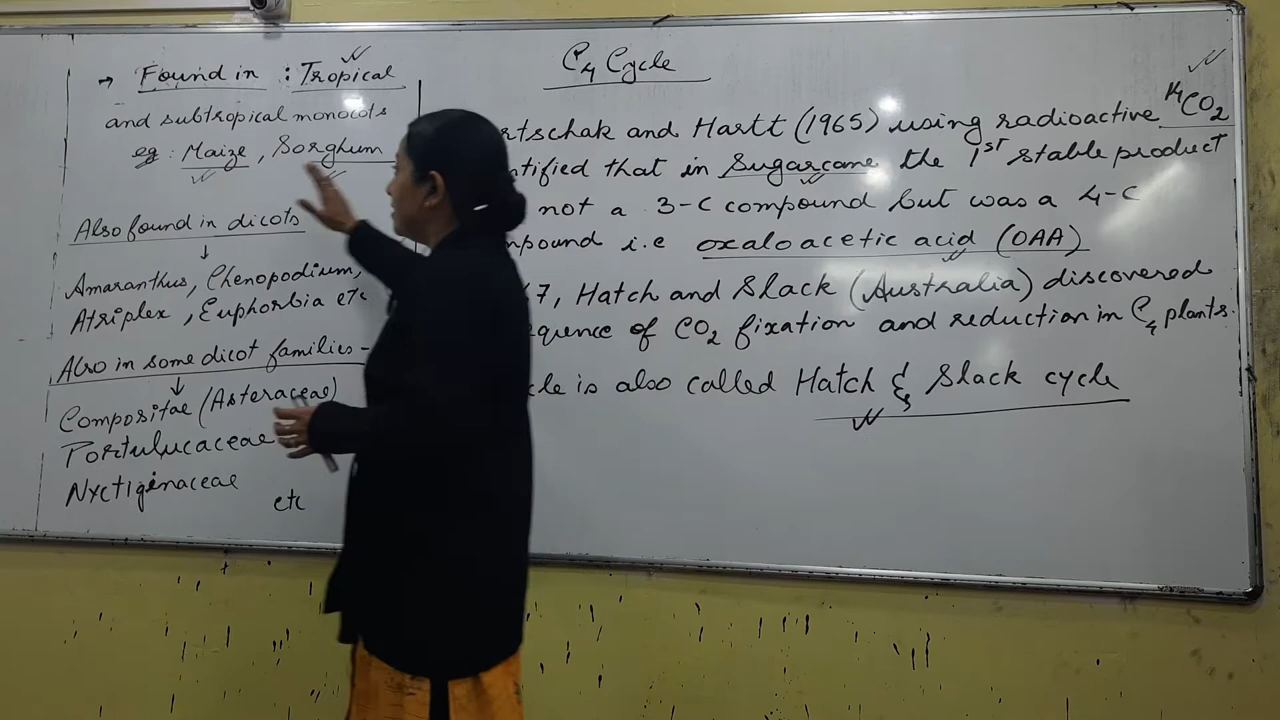 → Found in : Tropical
and subtropical monocots
eg : Maize, Sorghum
Also found in dicots
↓
Amaranthus, Chenopodium,
Atriplex, Euphorbia etc
Also in some dicot families -
↓
Compositae (Asteraceae)
Portulucaceae
Nyctiginaceae
etc
C4 Cycle
rtschak and Hartt (1965) using radioactive 14CO2
ntified that in Sugarcane the 1st stable product
not a 3-C compound but was a 4-C
mpound i.e oxaloacetic acid (OAA)
7, Hatch and Slack (Australia) discovered
quence of CO2 fixation and reduction in C4 plants.
cle is also called Hatch & Slack cycle